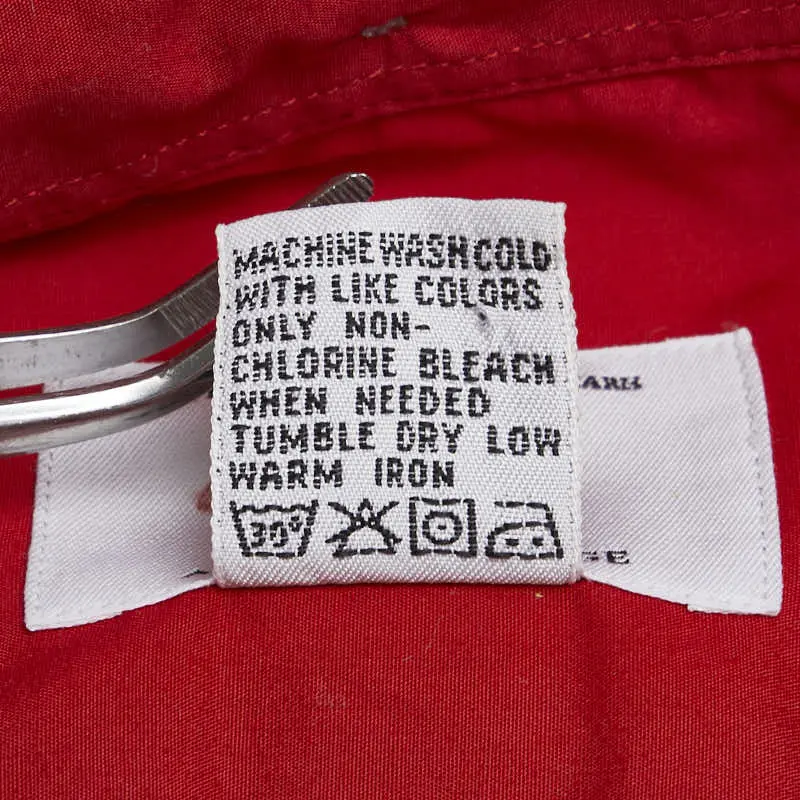 MACHINE WASH COLD
WITH LIKE COLORS
ONLY NON-
CHLORINE BLEACH
WHEN NEEDED
TUMBLE DRY LOW
WARM IRON
30°